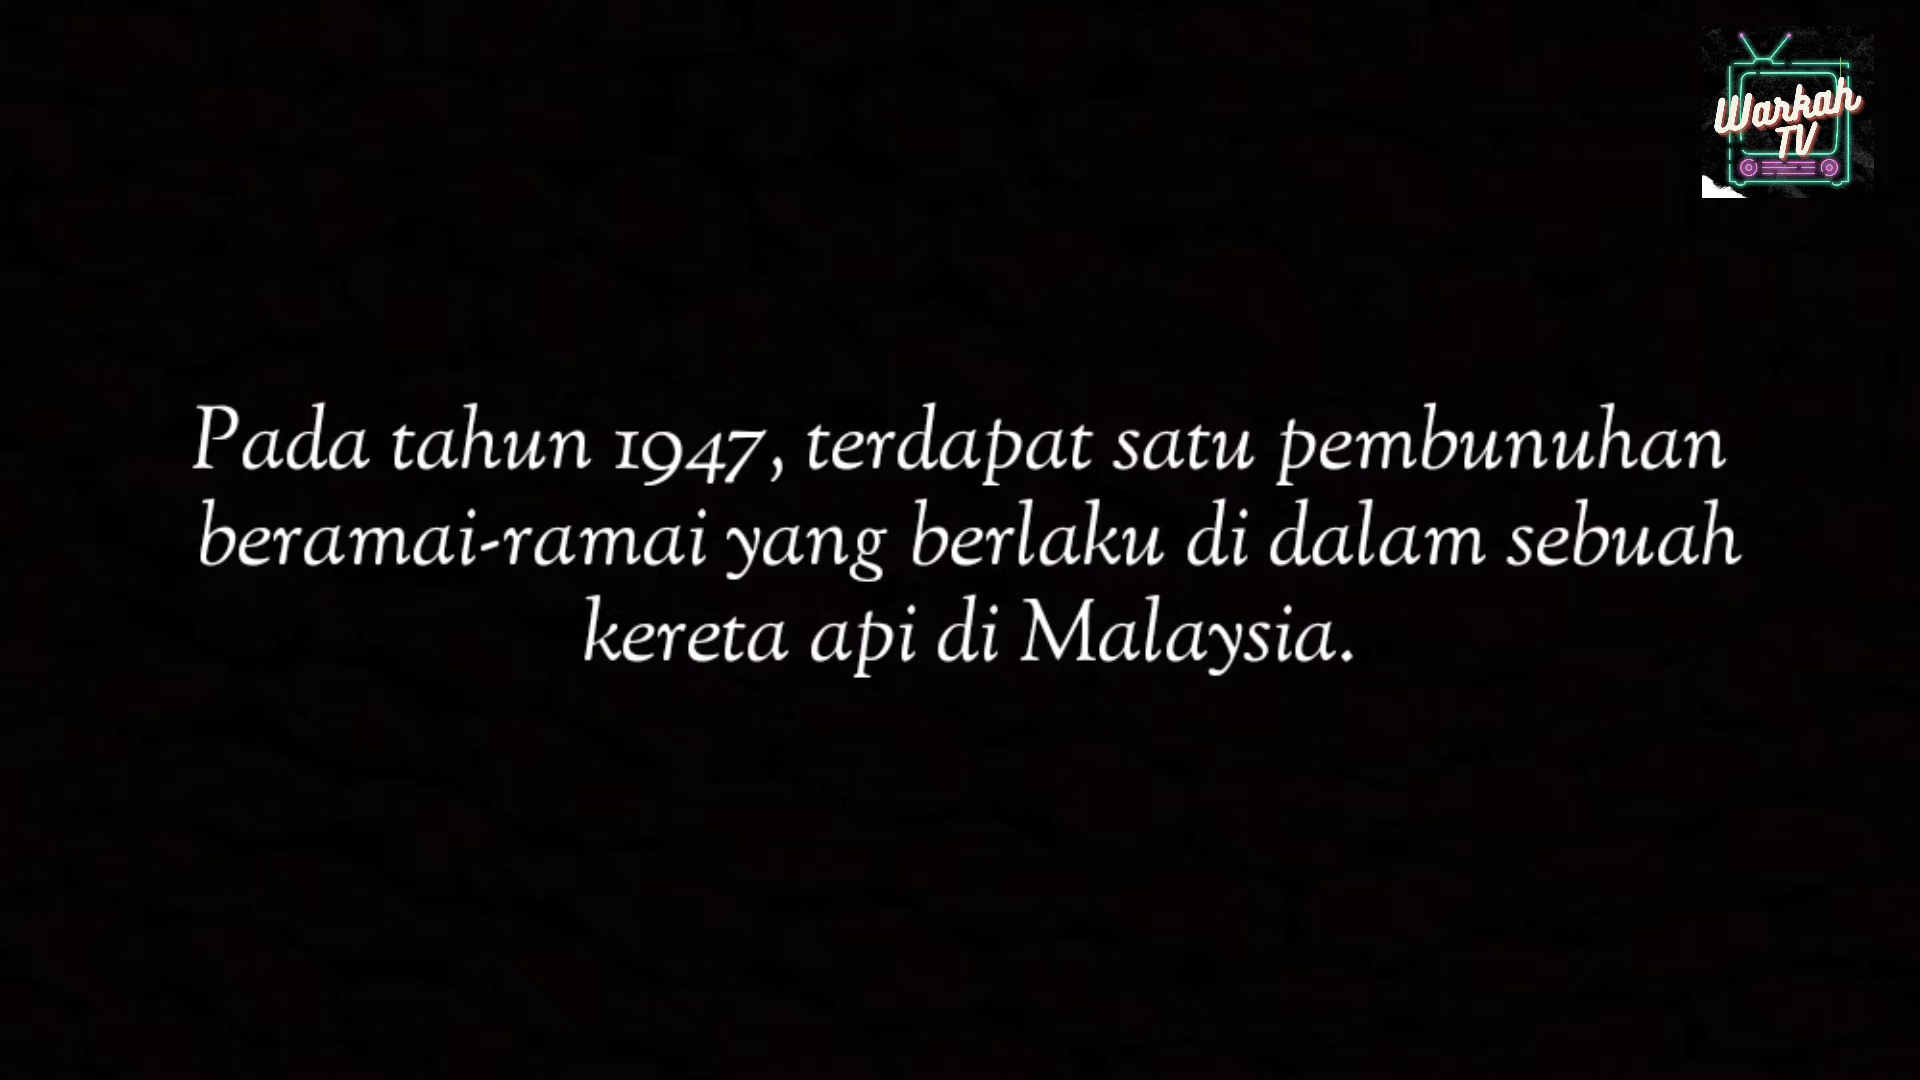 Warkah
TV
Pada tahun 1947, terdapat satu pembunuhan
beramai-ramai yang berlaku di dalam sebuah
kereta api di Malaysia.